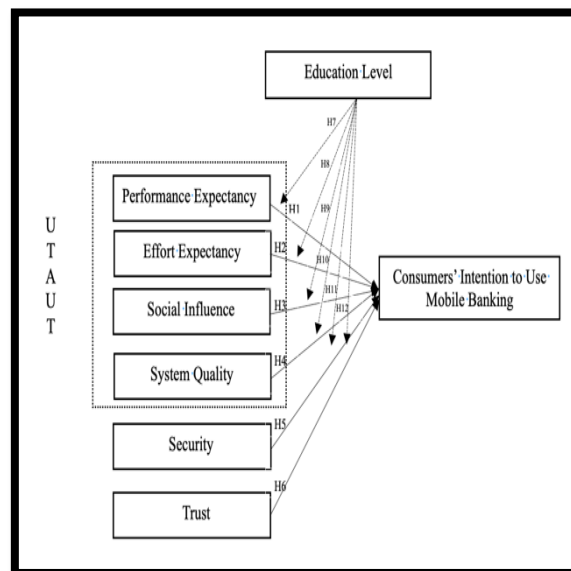 Education Level
H7
H8
Performance Expectancy
H9
H1
U
T
A
U
T
Effort Expectancy
H2
H10
Consumers' Intention to Use
Mobile Banking
H11
Social Influence
H3
H12
System Quality
H4
Security
H5
Trust
H6